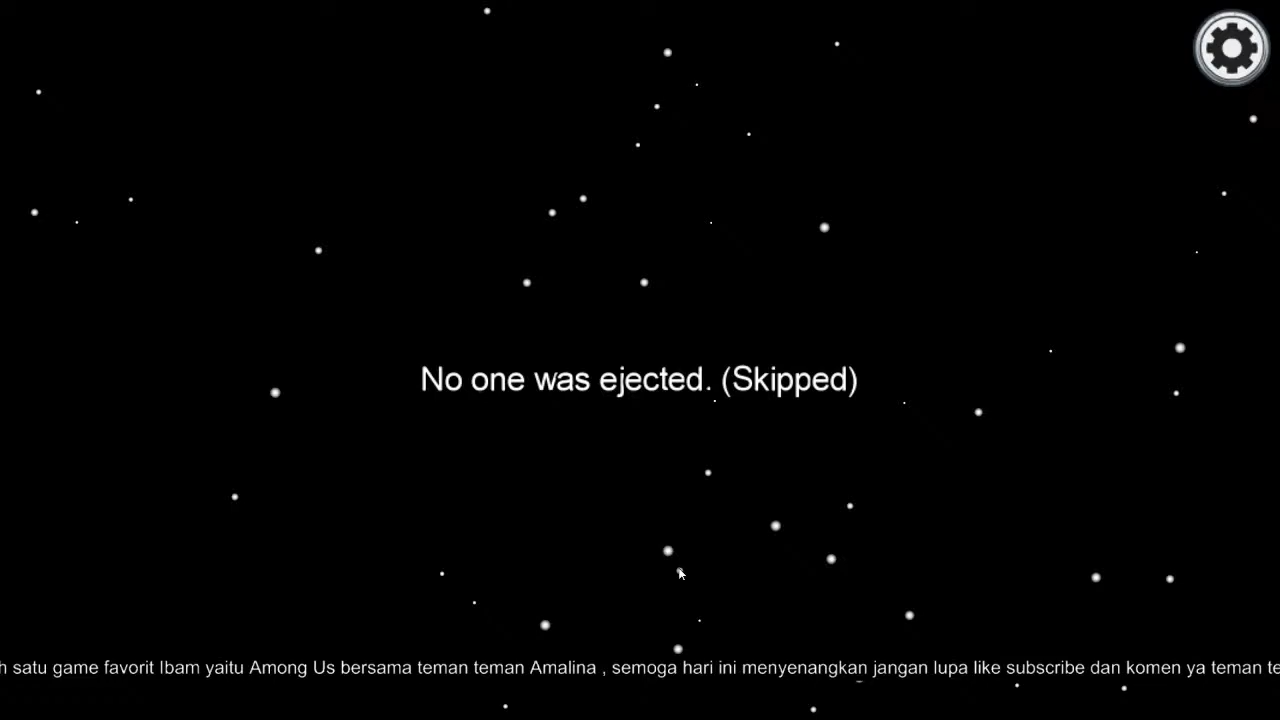 No one was ejected. (Skipped)
satu game favorit Ibam yaitu Among Us bersama teman teman Amalina , semoga hari ini menyenangkan jangan lupa like subscribe dan komen ya teman